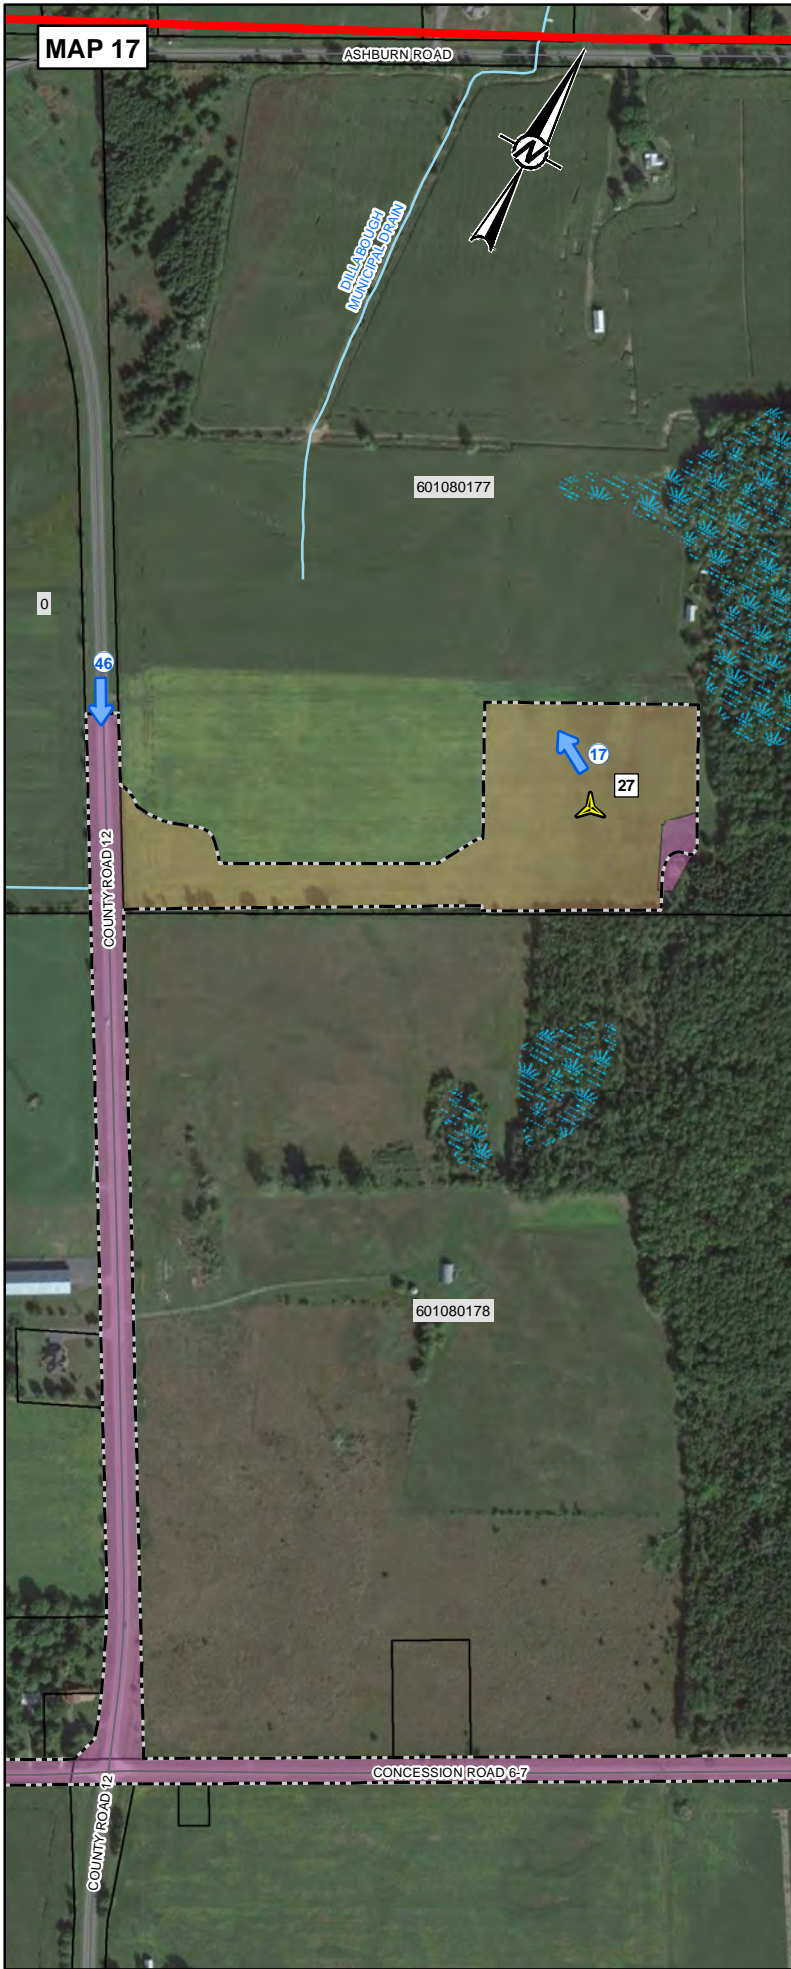 MAP 17
ASHBURN ROAD
N
DILLABOUGH
MUNICIPAL DRAIN
601080177
0
46
17
27
COUNTY ROAD 12
601080178
CONCESSION ROAD 6-7
COUNTY ROAD 12